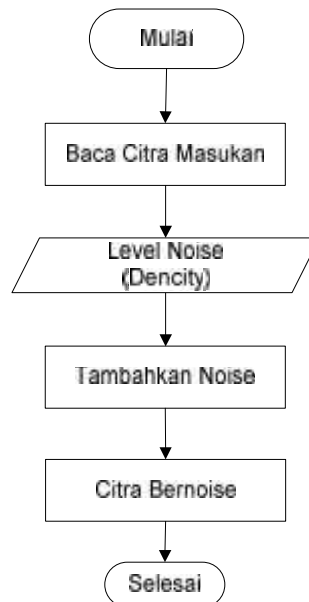 Mulai
Baca Citra Masukan
Level Noise
(Dencity)
Tambahkan Noise
Citra Bernoise
Selesai